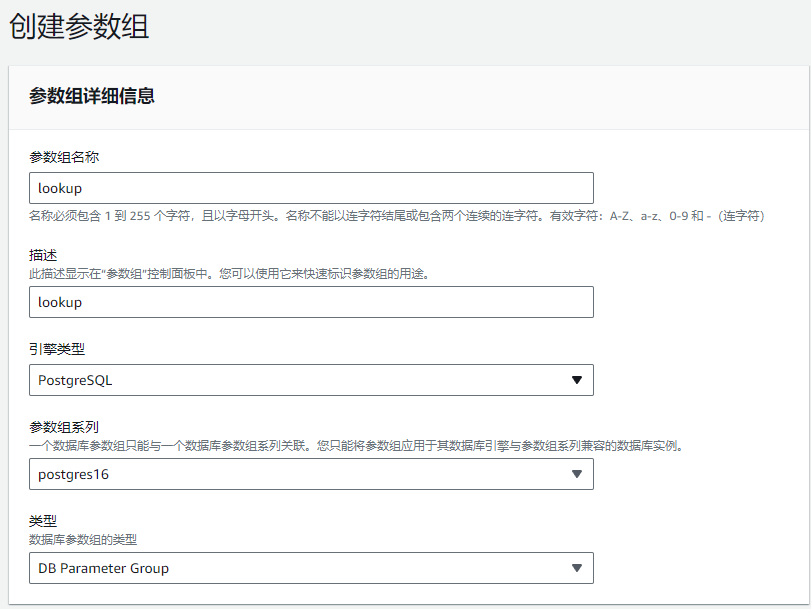 创建参数组
参数组详细信息
参数组名称
lookup
名称必须包含 1 到 255 个字符，且以字母开头。名称不能以连字符结尾或包含两个连续的连字符。有效字符：A-Z、a-z、0-9 和 -（连字符）
描述
此描述显示在“参数组”控制面板中。您可以使用它来快速标识参数组的用途。
lookup
引擎类型
PostgreSQL
参数组系列
一个数据库参数组只能与一个数据库参数组系列关联。您只能将参数组应用于其数据库引擎与参数组系列兼容的数据库实例。
postgres16
类型
数据库参数组的类型
DB Parameter Group